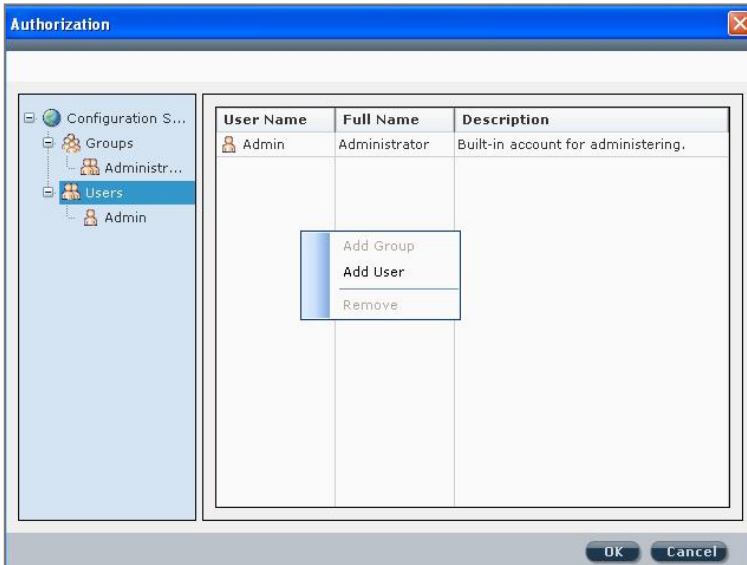 Authorization
Configuration S...
Groups
Administr...
Users
Admin
User Name Full Name Description
Admin Administrator Built-in account for administering.
Add Group
Add User
Remove
OK Cancel